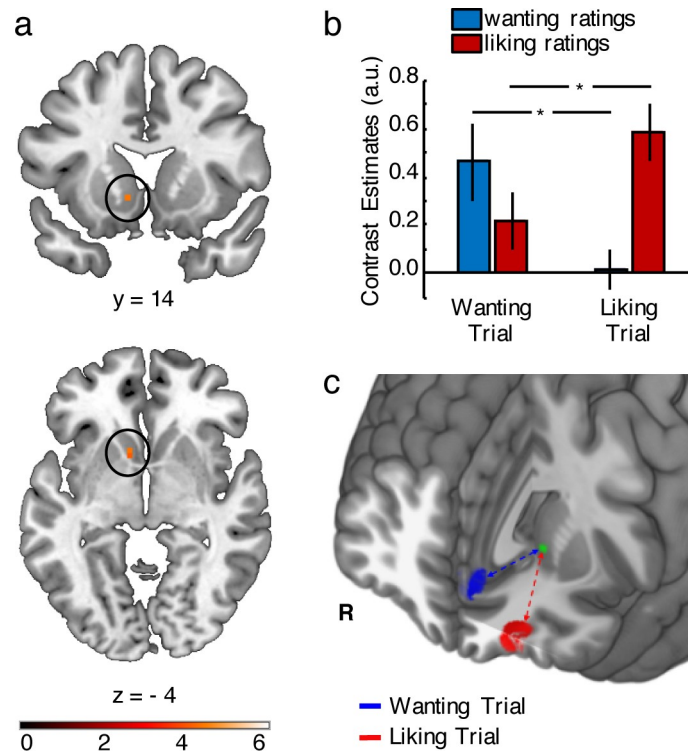 a
y = 14
z = - 4
0 2 4 6
b
wanting ratings
liking ratings
Contrast Estimates (a.u.)
0.8
0.6
0.4
0.2
0.0
*
*
Wanting Trial
Liking Trial
c
R
Wanting Trial
Liking Trial